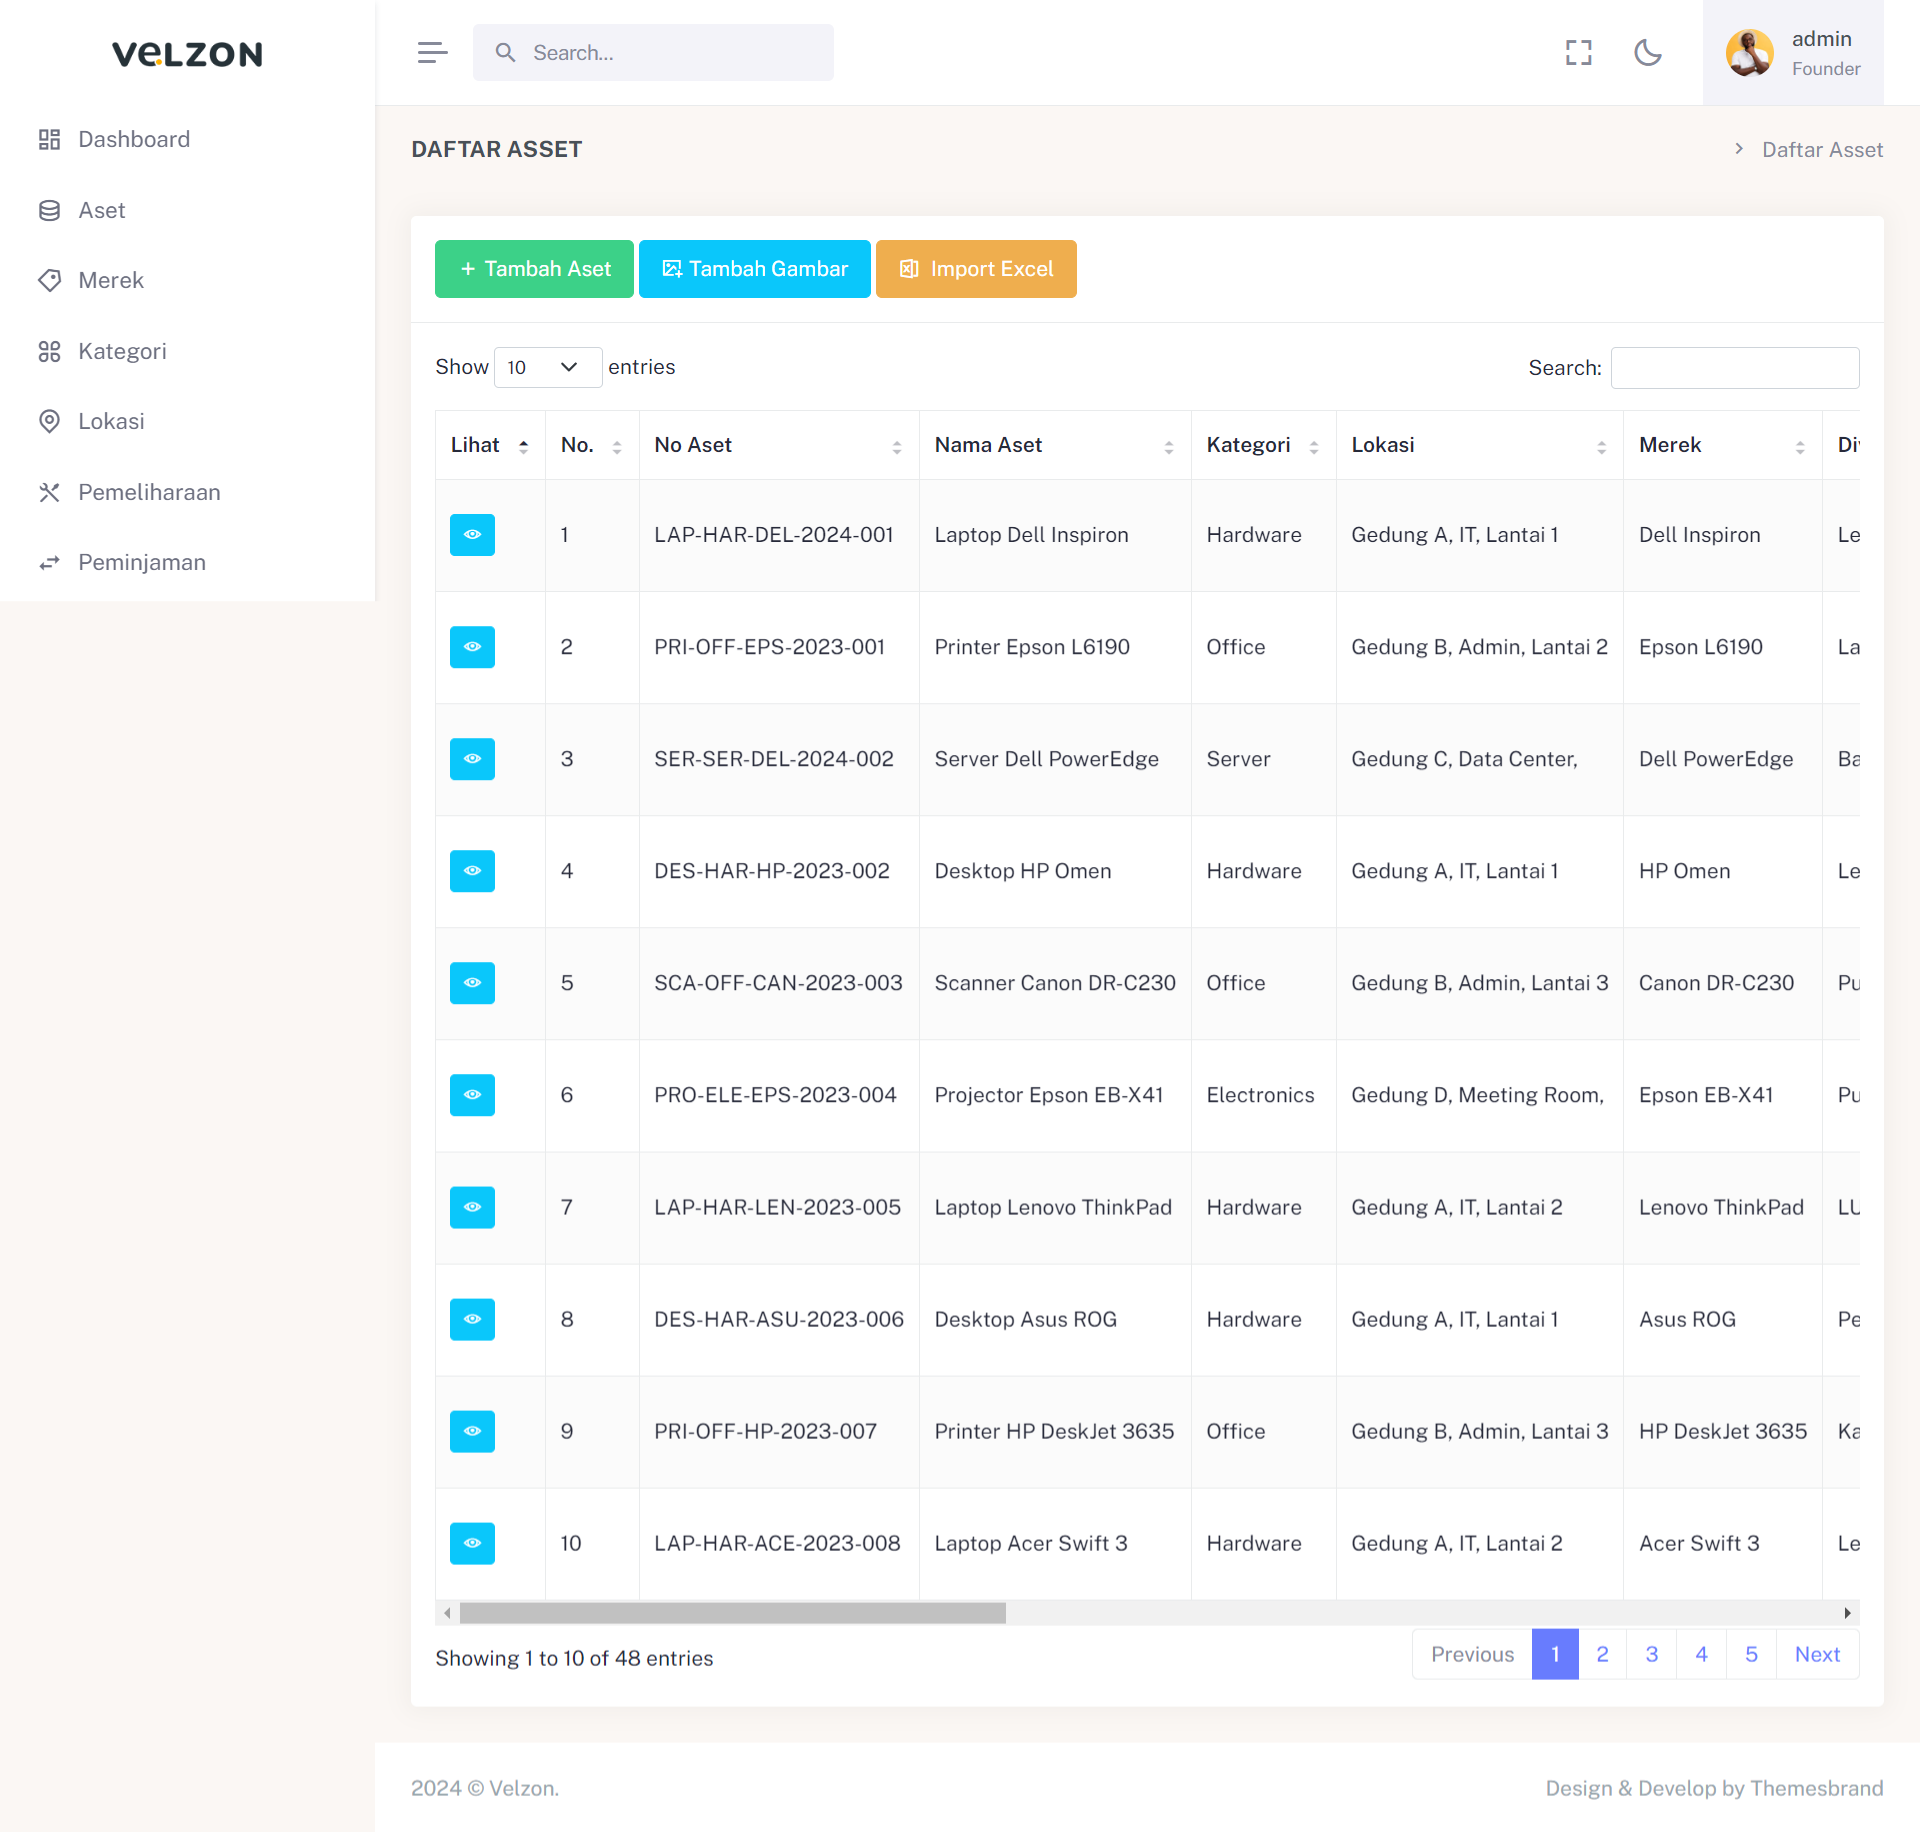 VELZON
Search...
admin
Founder
Dashboard
Aset
Merek
Kategori
Lokasi
Pemeliharaan
Peminjaman
DAFTAR ASSET
Daftar Asset
Tambah Aset
Tambah Gambar
Import Excel
Show 10 entries
Search:
Lihat No. No Aset Nama Aset Kategori Lokasi Merek
1 LAP-HAR-DEL-2024-001 Laptop Dell Inspiron Hardware Gedung A, IT, Lantai 1 Dell Inspiron Le
2 PRI-OFF-EPS-2023-001 Printer Epson L6190 Office Gedung B, Admin, Lantai 2 Epson L6190 La
3 SER-SER-DEL-2024-002 Server Dell PowerEdge Server Gedung C, Data Center, Dell PowerEdge Ba
4 DES-HAR-HP-2023-002 Desktop HP Omen Hardware Gedung A, IT, Lantai 1 HP Omen Le
5 SCA-OFF-CAN-2023-003 Scanner Canon DR-C230 Office Gedung B, Admin, Lantai 3 Canon DR-C230 Pu
6 PRO-ELE-EPS-2023-004 Projector Epson EB-X41 Electronics Gedung D, Meeting Room, Epson EB-X41 Pu
7 LAP-HAR-LEN-2023-005 Laptop Lenovo ThinkPad Hardware Gedung A, IT, Lantai 2 Lenovo ThinkPad LU
8 DES-HAR-ASU-2023-006 Desktop Asus ROG Hardware Gedung A, IT, Lantai 1 Asus ROG Pe
9 PRI-OFF-HP-2023-007 Printer HP DeskJet 3635 Office Gedung B, Admin, Lantai 3 HP DeskJet 3635 Ka
10 LAP-HAR-ACE-2023-008 Laptop Acer Swift 3 Hardware Gedung A, IT, Lantai 2 Acer Swift 3 Le
Showing 1 to 10 of 48 entries
Previous 1 2 3 4 5 Next
2024 © Velzon.
Design & Develop by Themesbrand